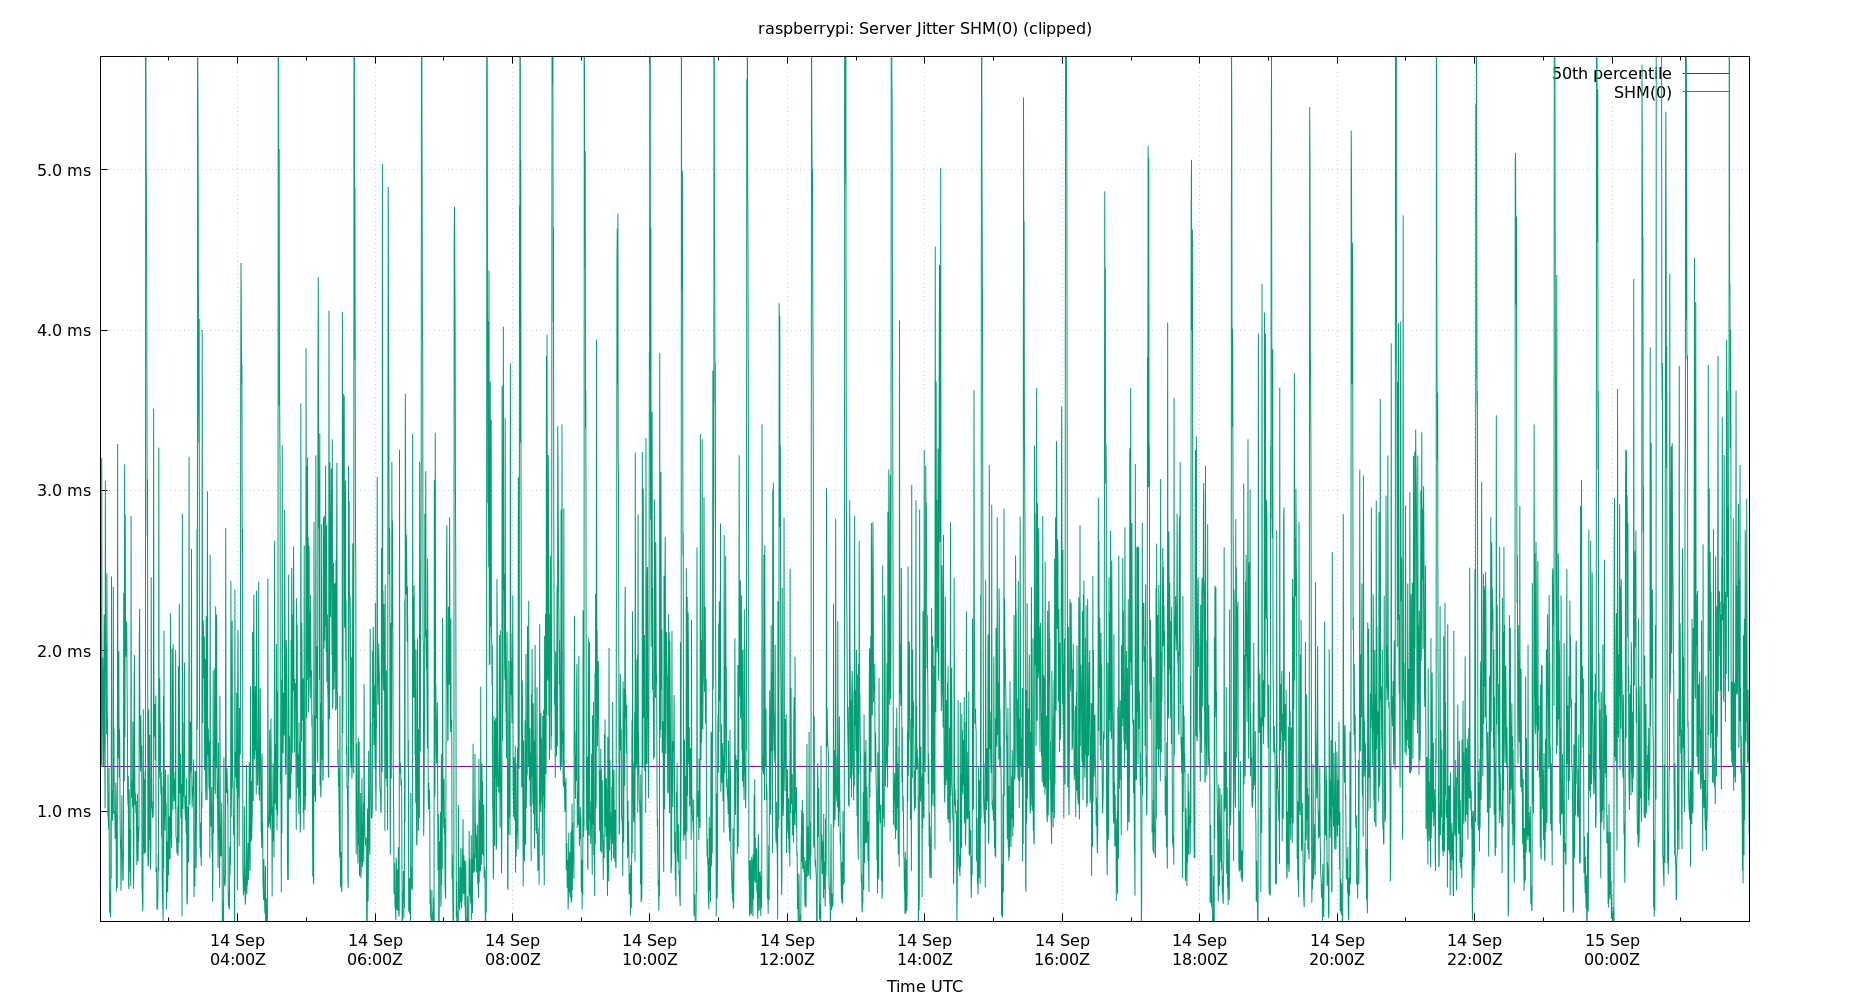 raspberrypi: Server Jitter SHM(0) (clipped)
50th percentile
SHM(0)
5.0 ms
4.0 ms
3.0 ms
2.0 ms
1.0 ms
14 Sep 14 Sep 14 Sep 14 Sep 14 Sep 14 Sep 14 Sep 14 Sep 14 Sep 14 Sep 15 Sep
04:00Z 06:00Z 08:00Z 10:00Z 12:00Z 14:00Z 16:00Z 18:00Z 20:00Z 22:00Z 00:00Z
Time UTC